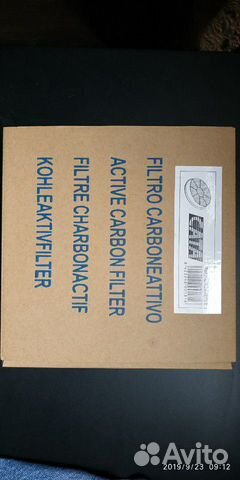 FILTRO CARBONEATTIVO
ACTIVE CARBON FILTER
FILTRE CHARBONACTIF
KOHLEAKTIVFILTER
Avito
2019/9/23 09:12